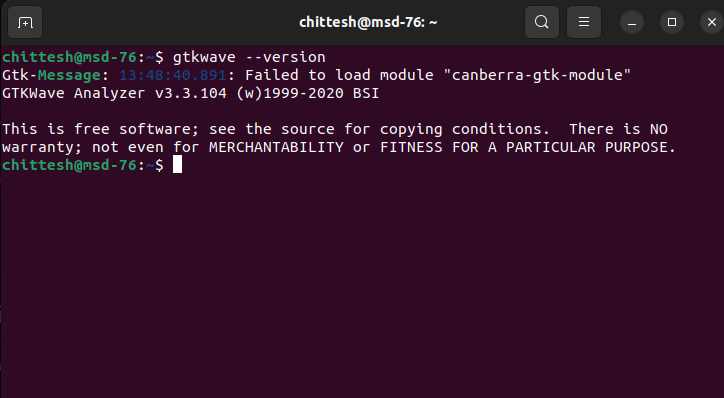 chittesh@msd-76: ~
chittesh@msd-76:~$ gtkwave --version
Gtk-Message: 13:48:40.891: Failed to load module "canberra-gtk-module"
GTKWave Analyzer v3.3.104 (w)1999-2020 BSI
This is free software; see the source for copying conditions.  There is NO
warranty; not even for MERCHANTABILITY or FITNESS FOR A PARTICULAR PURPOSE.
chittesh@msd-76:~$